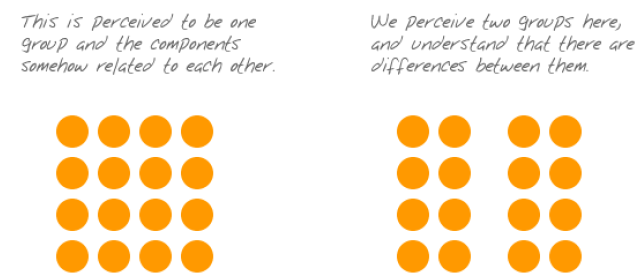 This is perceived to be one
group and the components
somehow related to each other.
We perceive two groups here,
and understand that there are
differences between them.